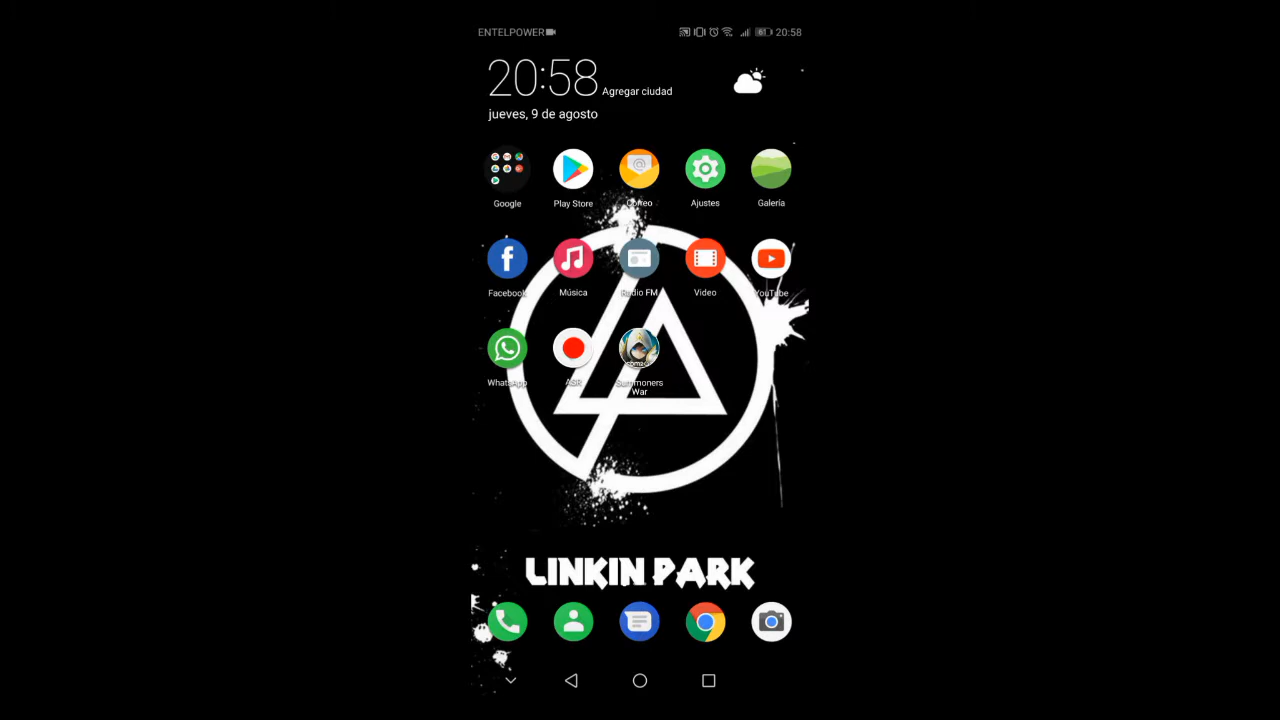 ENTELPOWER 20:58
20:58 Agregar ciudad
jueves, 9 de agosto
Google Play Store Correo Ajustes Galería
Facebook Música Radio FM Video YouTube
WhatsApp ASR Summoners
War
LINKIN PARK